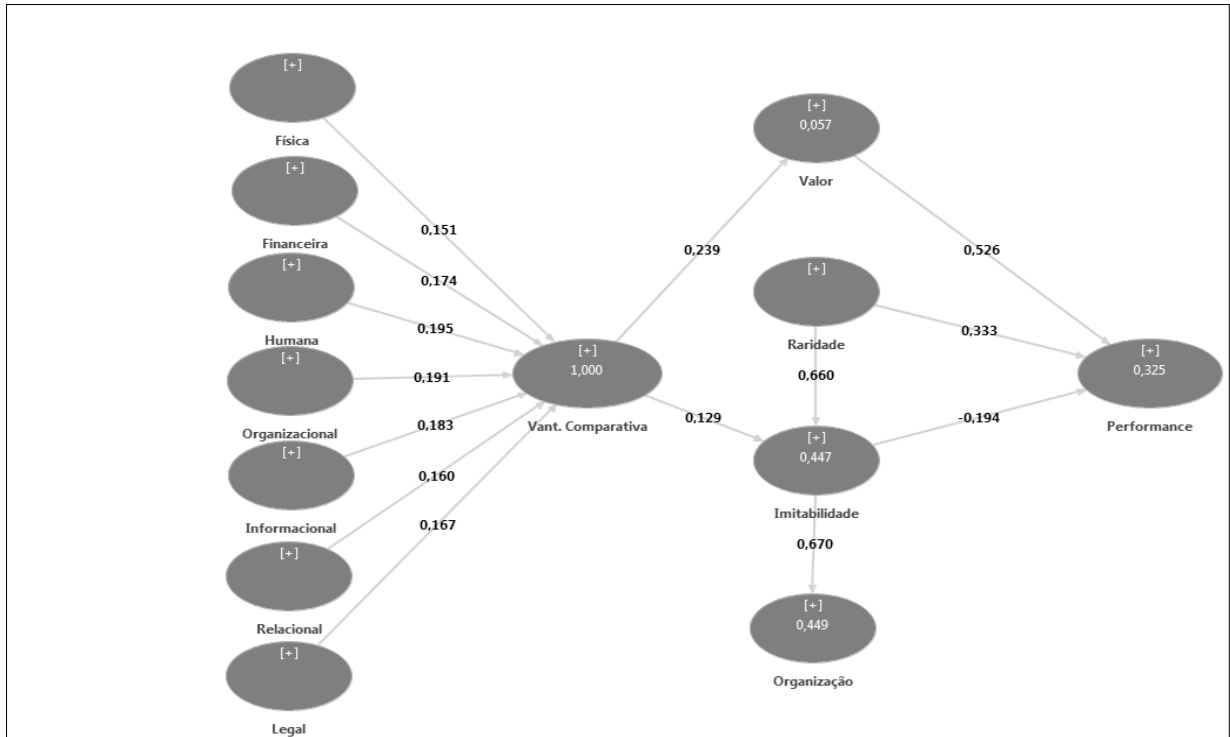 [+]
Física
[+]
Financeira
[+]
Humana
[+]
Organizacional
[+]
Informacional
[+]
Relacional
[+]
Legal
0,151
0,174
0,195
0,191
0,183
0,160
0,167
[+]
1,000
Vant. Comparativa
0,239
0,129
[+]
0,057
Valor
[+]
Raridade
0,660
[+]
0,447
Imitabilidade
0,670
[+]
0,449
Organização
0,526
0,333
-0,194
[+]
0,325
Performance